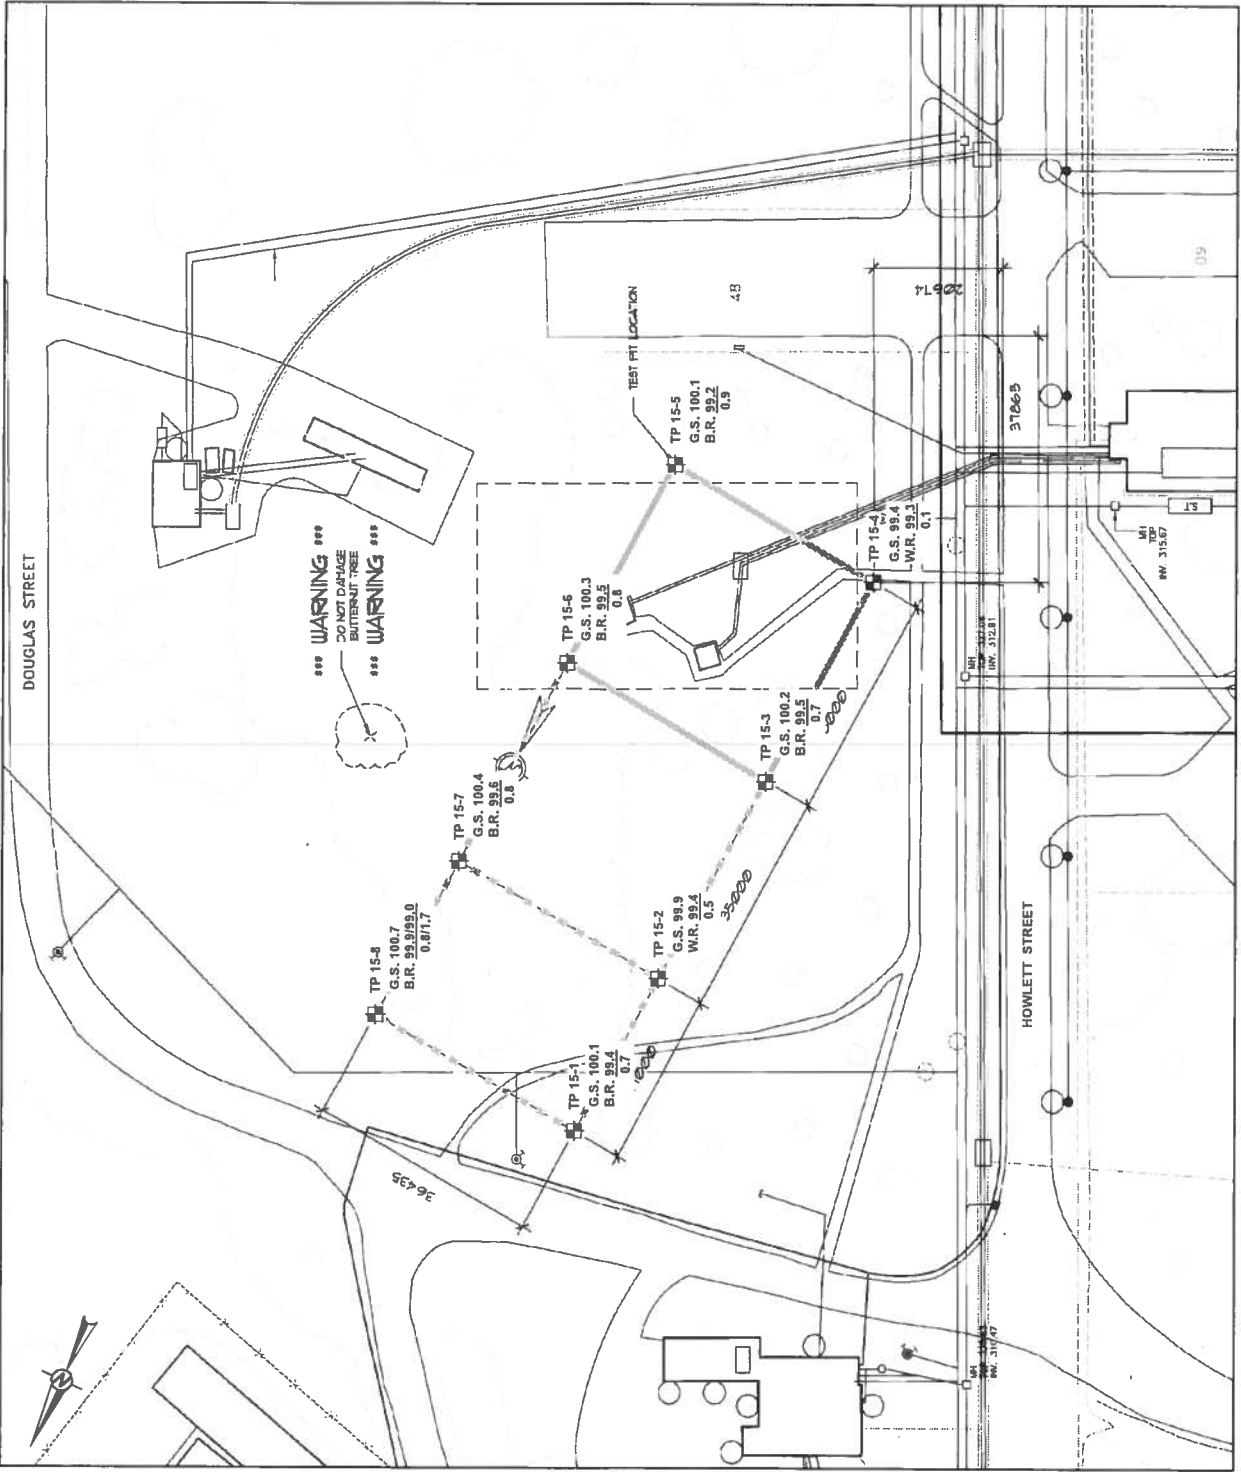 DOUGLAS STREET
*** WARNING ***
DO NOT DAMAGE
BUTTERNUT TREE
*** WARNING ***
TEST PIT LOCATION
48
20674
60
37865
TP 15-5
G.S. 100.1
B.R. 99.2
0.9
TP 15-4
G.S. 99.4
W.R. 99.3
0.1
TP 15-6
G.S. 100.3
B.R. 99.5
0.8
TP 15-3
G.S. 100.2
B.R. 99.5
0.7
TP 15-7
G.S. 100.4
B.R. 99.6
0.8
TP 15-2
G.S. 99.9
W.R. 99.4
0.5
35000
TP 15-8
G.S. 100.7
B.R. 99.9/99.0
0.8/1.7
TP 15-1
G.S. 100.1
B.R. 99.4
0.7
36435
S.T
MH
TOP
INV. 315.67
MH
INV. 312.81
HOWLETT STREET
MH
N